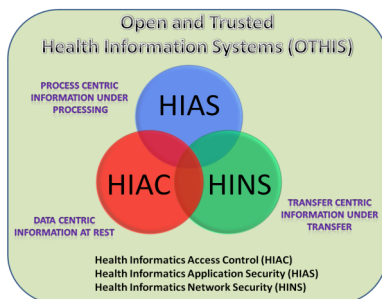 Open and Trusted
Health Information Systems (OTHIS)
PROCESS CENTRIC
INFORMATION UNDER
PROCESSING
HIAS
HIAC
HINS
DATA CENTRIC
INFORMATION AT REST
TRANSFER CENTRIC
INFORMATION UNDER
TRANSFER
Health Informatics Access Control (HIAC)
Health Informatics Application Security (HIAS)
Health Informatics Network Security (HINS)